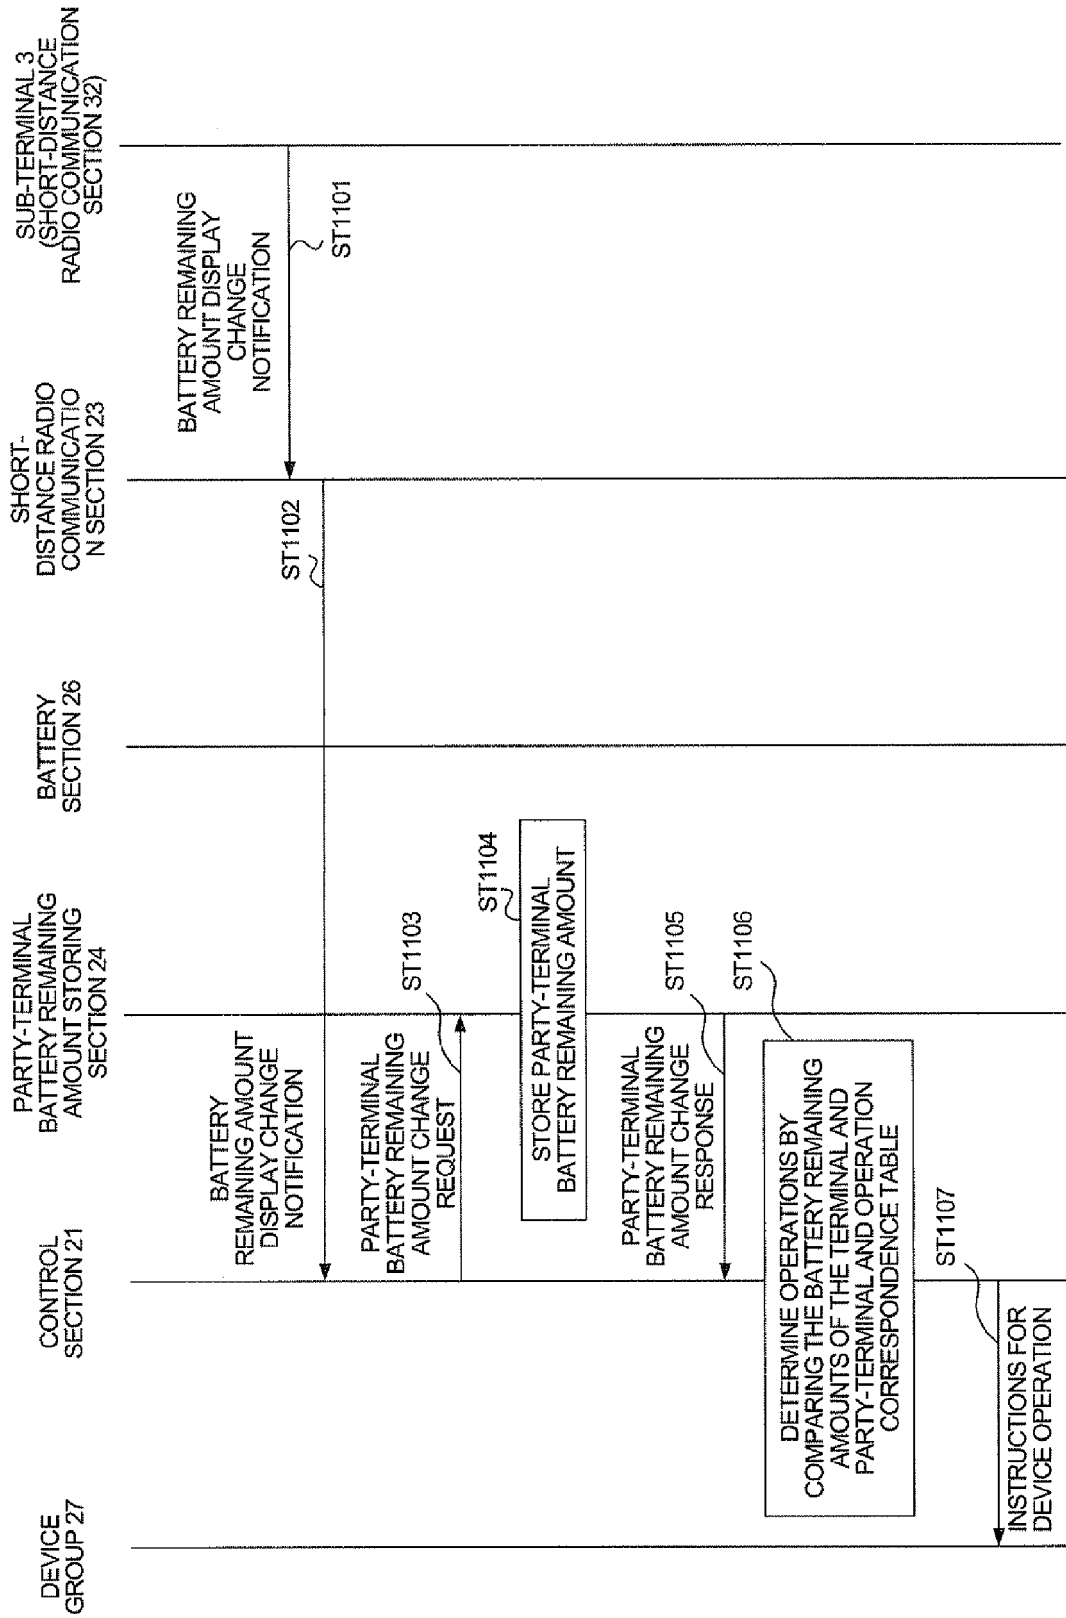 DEVICE
GROUP 27
CONTROL
SECTION 21
PARTY-TERMINAL
BATTERY REMAINING
AMOUNT STORING
SECTION 24
BATTERY
SECTION 26
SHORT-
DISTANCE RADIO
COMMUNICATIO
N SECTION 23
SUB-TERMINAL 3
(SHORT-DISTANCE
RADIO COMMUNICATION
SECTION 32)
BATTERY REMAINING
AMOUNT DISPLAY
CHANGE
NOTIFICATION
ST1101
BATTERY
REMAINING AMOUNT
DISPLAY CHANGE
NOTIFICATION
ST1102
PARTY-TERMINAL
BATTERY REMAINING
AMOUNT CHANGE
REQUEST
ST1103
ST1104
STORE PARTY-TERMINAL
BATTERY REMAINING AMOUNT
PARTY-TERMINAL
BATTERY REMAINING
AMOUNT CHANGE
RESPONSE
ST1105
ST1106
DETERMINE OPERATIONS BY
COMPARING THE BATTERY REMAINING
AMOUNTS OF THE TERMINAL AND
PARTY-TERMINAL AND OPERATION
CORRESPONDENCE TABLE
ST1107
INSTRUCTIONS FOR
DEVICE OPERATION